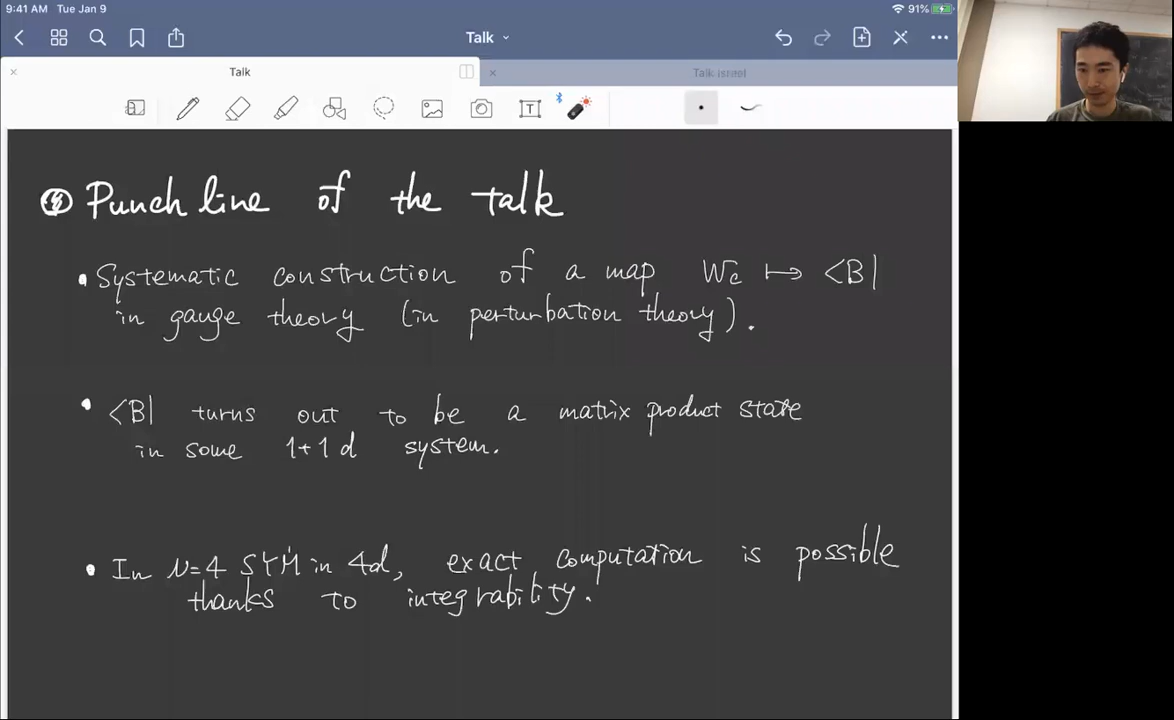 9:41 AM Tue Jan 9
91%
Talk
Talk
Talk Israel
T
Punch line of the talk
• Systematic construction of a map W_C ↦ <B|
in gauge theory (in perturbation theory).
• <B| turns out to be a matrix product state
in some 1+1 d system.
• In N=4 SYM in 4d, exact computation is possible
thanks to integrability.